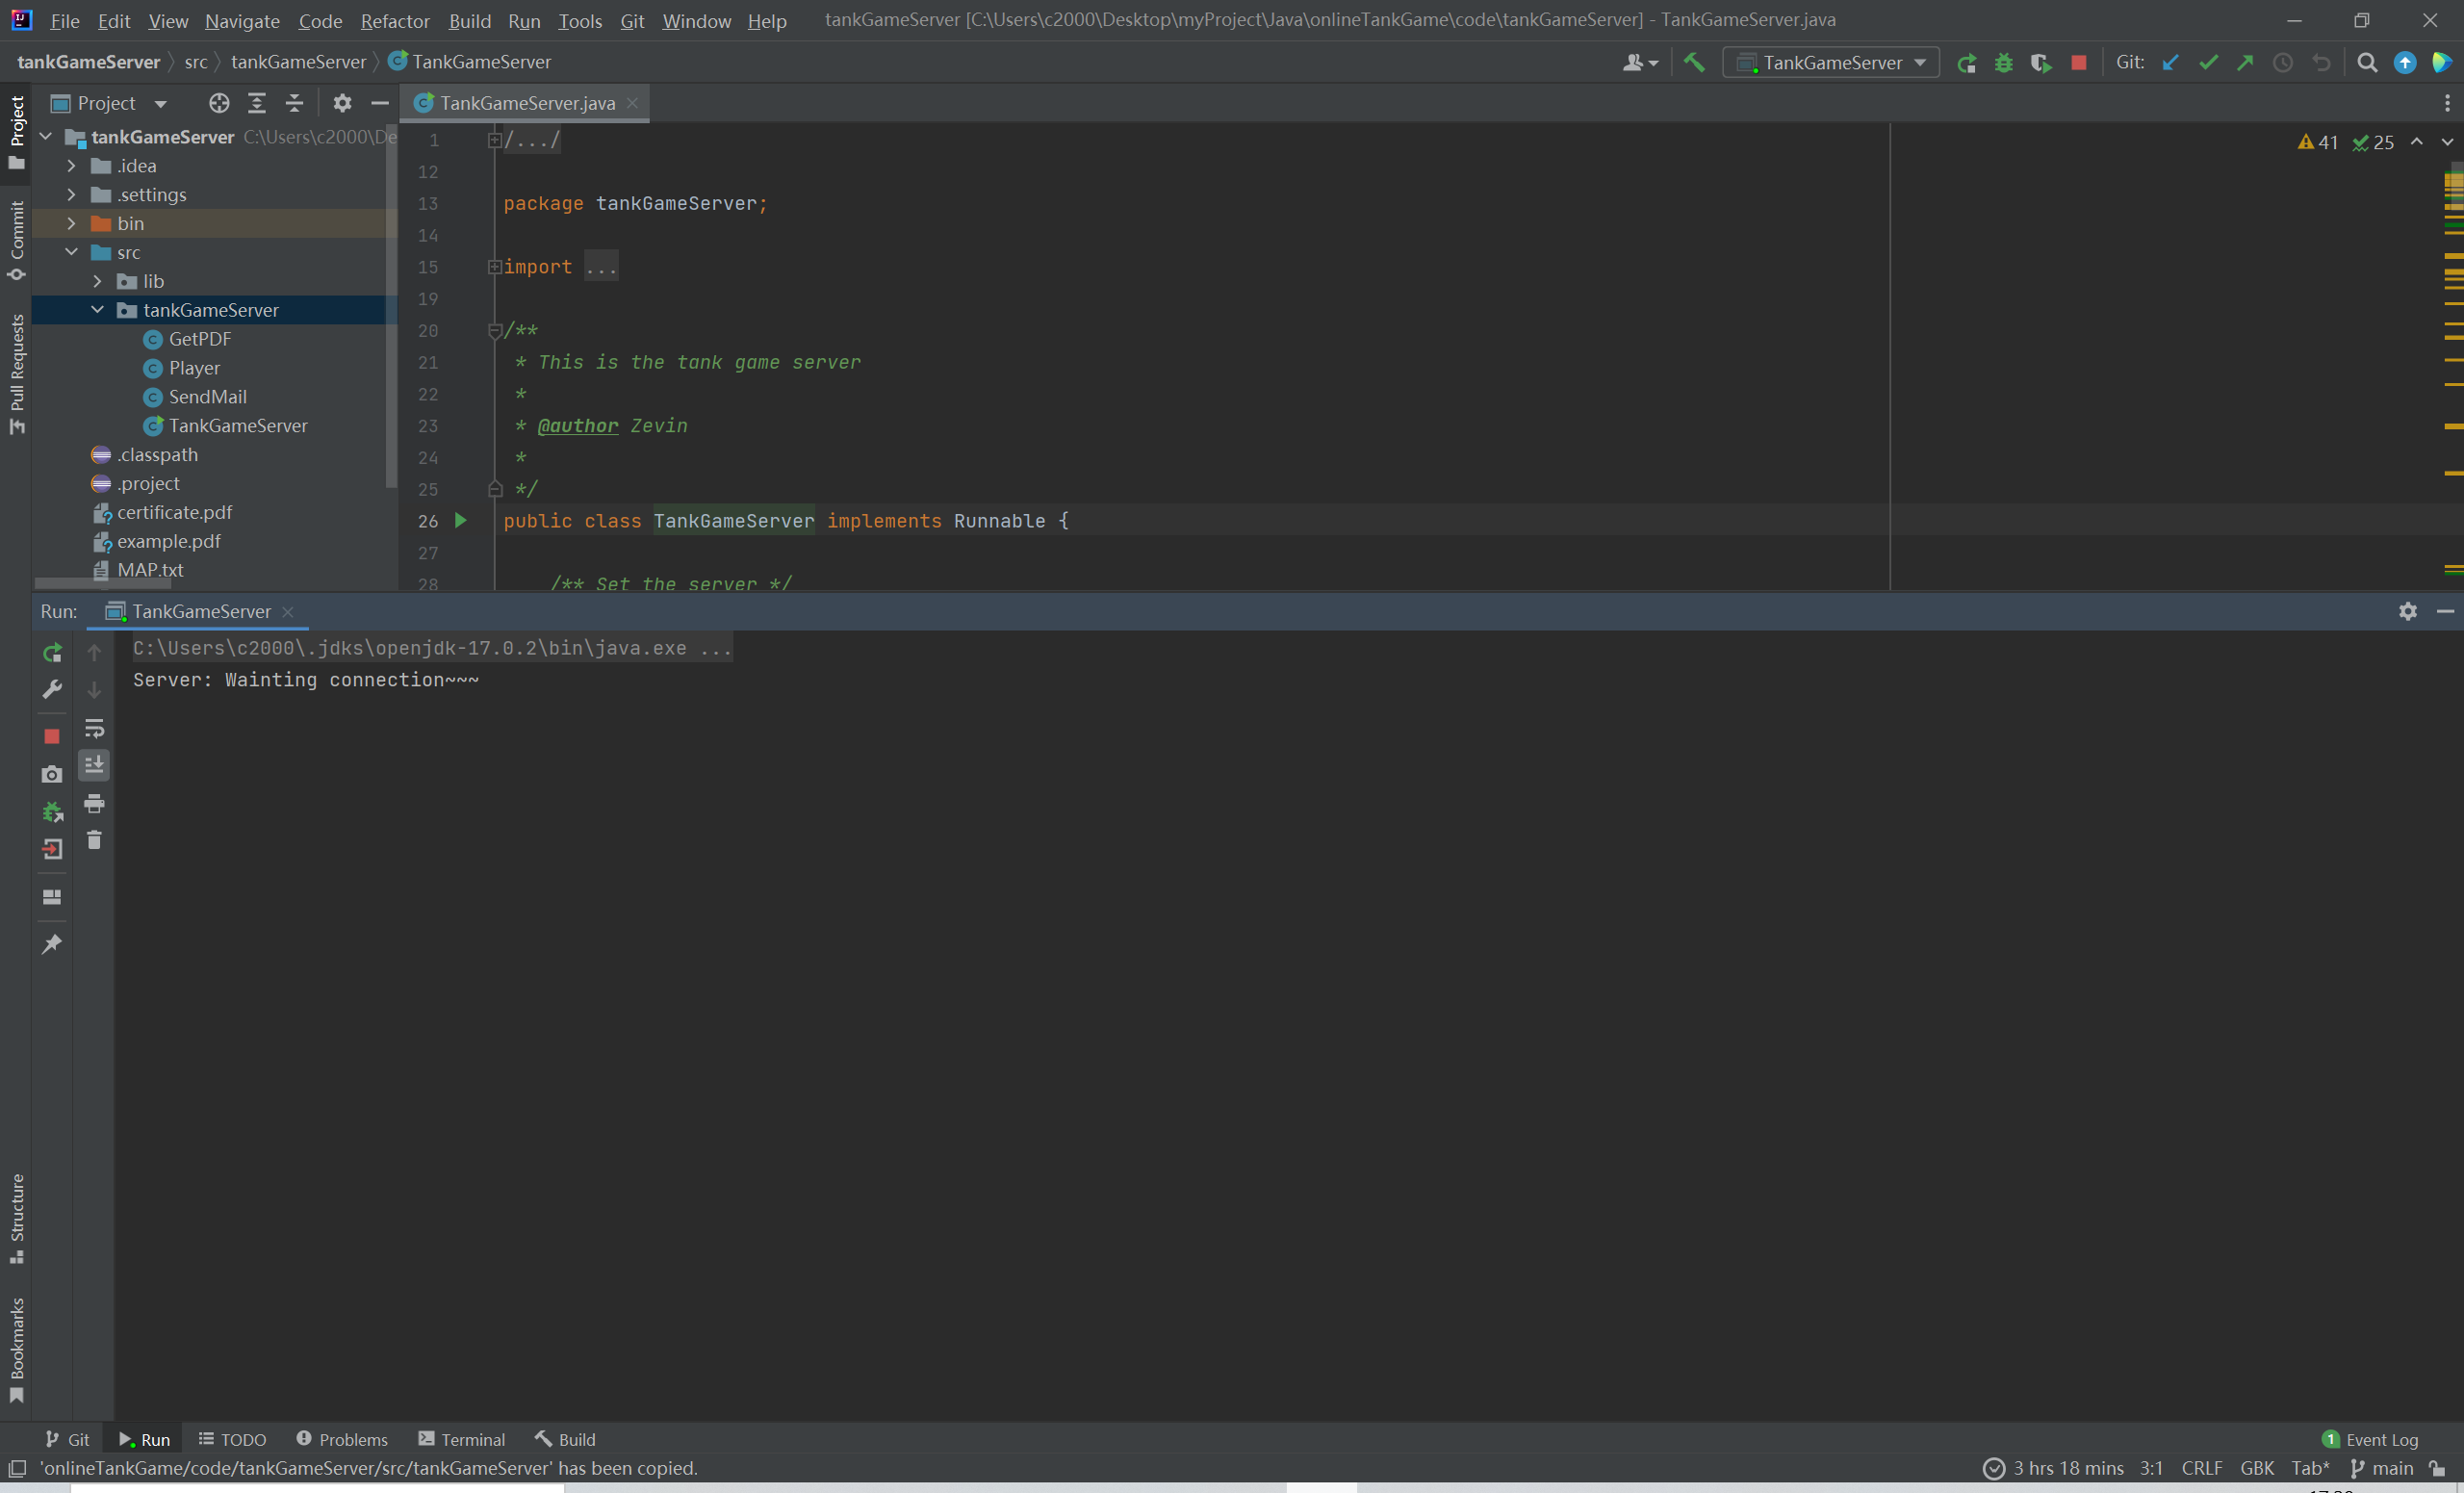 File Edit View Navigate Code Refactor Build Run Tools Git Window Help tankGameServer [C:\Users\c2000\Desktop\myProject\Java\onlineTankGame\code\tankGameServer] - TankGameServer.java
tankGameServer src tankGameServer TankGameServer
TankGameServer Git:
Project
TankGameServer.java
Project
Commit
Pull Requests
Structure
Bookmarks
tankGameServer C:\Users\c2000\De
.idea
.settings
bin
src
lib
tankGameServer
GetPDF
Player
SendMail
TankGameServer
.classpath
.project
certificate.pdf
example.pdf
MAP.txt
41 25
1 /.../
12
13 package tankGameServer;
14
15 import ...
19
20 /**
21 * This is the tank game server
22 *
23 * @author Zevin
24 *
25 */
26 public class TankGameServer implements Runnable {
27
28 /** Set the server */
Run: TankGameServer
C:\Users\c2000\.jdks\openjdk-17.0.2\bin\java.exe ...
Server: Wainting connection~~~
Git Run TODO Problems Terminal Build 1 Event Log
'onlineTankGame/code/tankGameServer/src/tankGameServer' has been copied. 3 hrs 18 mins 3:1 CRLF GBK Tab* main